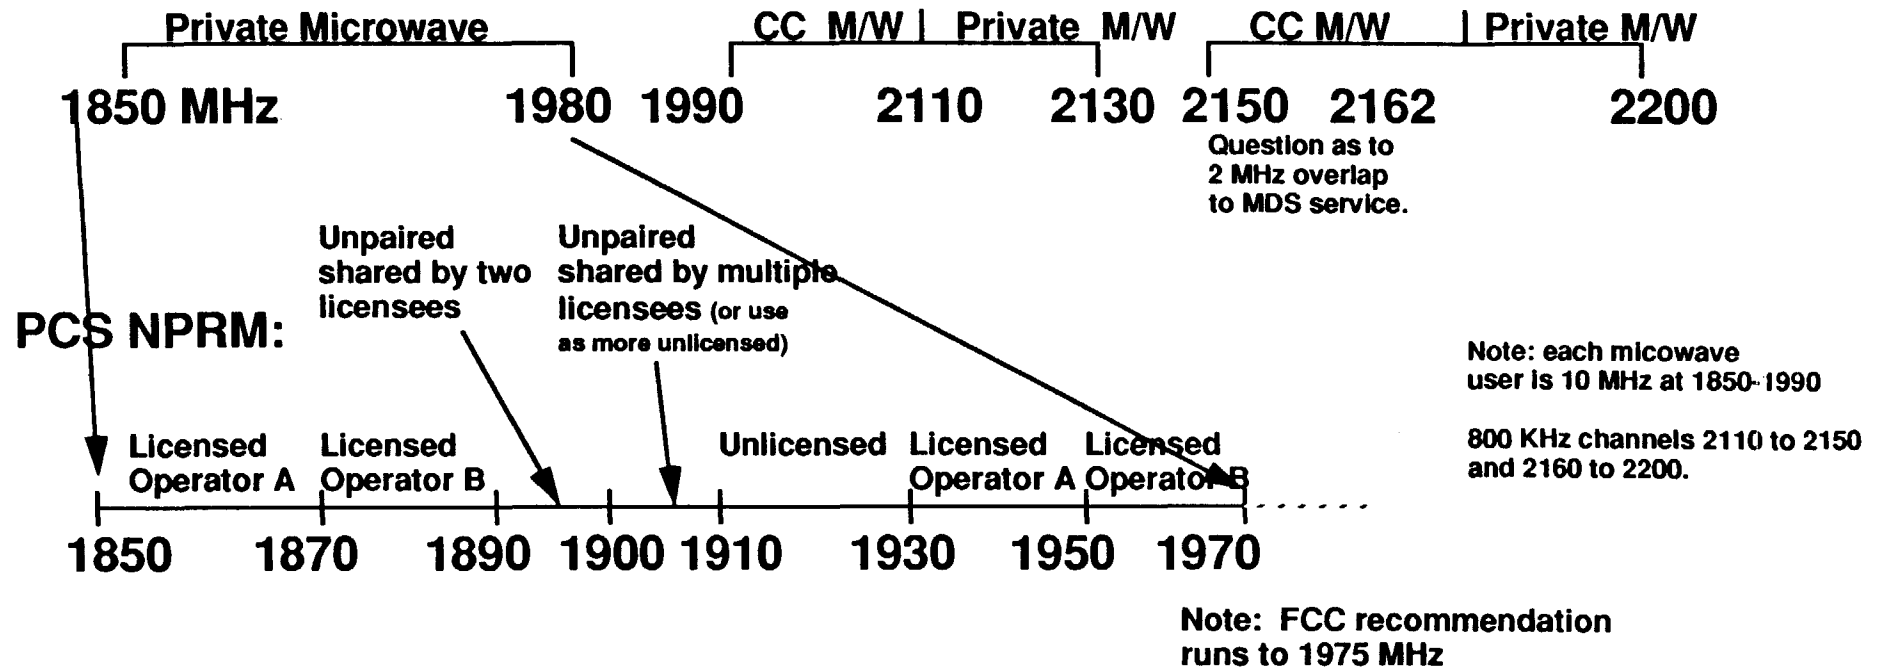 Private Microwave CC M/W Private M/W CC M/W Private M/W
1850 MHz 1980 1990 2110 2130 2150 2162 2200
Question as to
2 MHz overlap
to MDS service.
Unpaired
shared by two
licensees
Unpaired
shared by multiple
licensees (or use
as more unlicensed)
PCS NPRM:
Note: each micowave
user is 10 MHz at 1850-1990
800 KHz channels 2110 to 2150
and 2160 to 2200.
Licensed
Operator A
Licensed
Operator B
Unlicensed
Licensed
Operator A
Licensed
Operator B
1850 1870 1890 1900 1910 1930 1950 1970
Note: FCC recommendation
runs to 1975 MHz